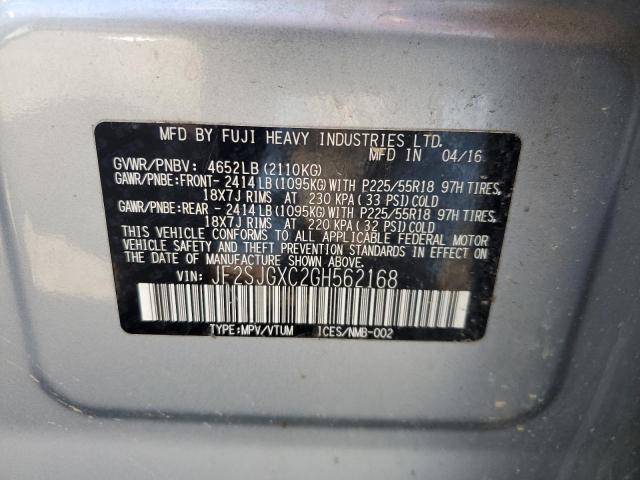 MFD BY FUJI HEAVY INDUSTRIES LTD.
MFD IN 04/16
GVWR/PNBV: 4652LB (2110KG)
GAWR/PNBE:FRONT- 2414LB (1095KG) WITH P225/55R18 97H TIRES,
18X7J RIMS AT 230 KPA (33 PSI) COLD
GAWR/PNBE:REAR - 2414LB (1095KG) WITH P225/55R18 97H TIRES,
18X7J RIMS AT 220 KPA (32 PSI) COLD
THIS VEHICLE CONFORMS TO ALL APPLICABLE FEDERAL MOTOR
VEHICLE SAFETY AND THEFT PREVENTION STANDARDS IN EFFECT ON
THE DATE OF MANUFACTURE SHOWN ABOVE.
VIN: JF2SJGXC2GH562168
TYPE:MPV/VTUM ICES/NMB-002